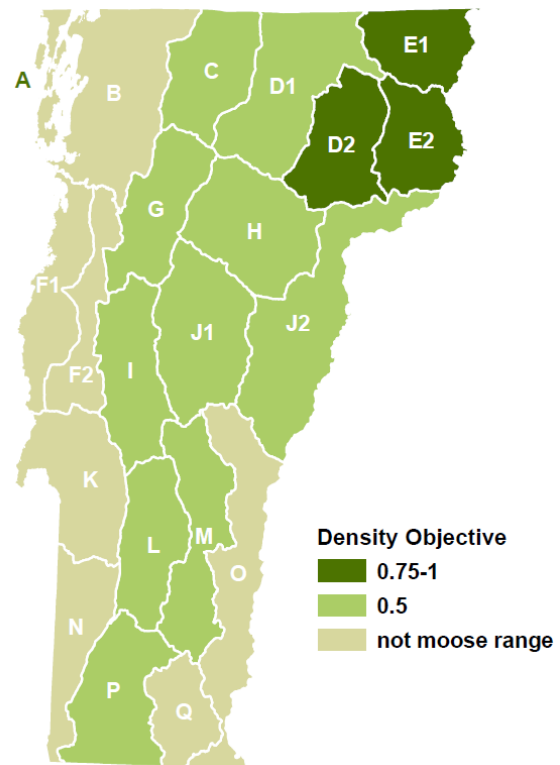 E1
A
B
C
D1
D2
E2
G
H
F1
J1
J2
I
F2
K
L
M
O
N
P
Q
Density Objective
0.75-1
0.5
not moose range